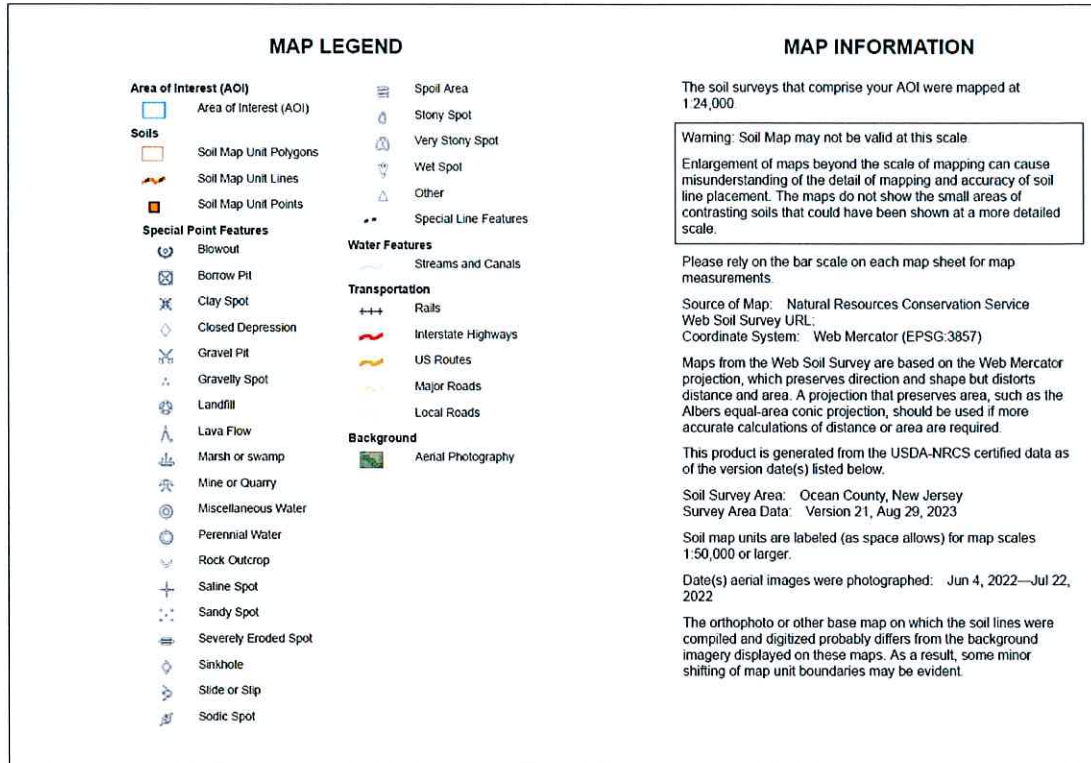 MAP LEGEND
Area of Interest (AOI)
Area of Interest (AOI)
Soils
Soil Map Unit Polygons
Soil Map Unit Lines
Soil Map Unit Points
Special Point Features
Blowout
Borrow Pit
Clay Spot
Closed Depression
Gravel Pit
Gravelly Spot
Landfill
Lava Flow
Marsh or swamp
Mine or Quarry
Miscellaneous Water
Perennial Water
Rock Outcrop
Saline Spot
Sandy Spot
Severely Eroded Spot
Sinkhole
Slide or Slip
Sodic Spot
Spoil Area
Stony Spot
Very Stony Spot
Wet Spot
Other
Special Line Features
Water Features
Streams and Canals
Transportation
Rails
Interstate Highways
US Routes
Major Roads
Local Roads
Background
Aerial Photography
MAP INFORMATION
The soil surveys that comprise your AOI were mapped at
1:24,000.
Warning: Soil Map may not be valid at this scale.
Enlargement of maps beyond the scale of mapping can cause
misunderstanding of the detail of mapping and accuracy of soil
line placement. The maps do not show the small areas of
contrasting soils that could have been shown at a more detailed
scale.
Please rely on the bar scale on each map sheet for map
measurements.
Source of Map: Natural Resources Conservation Service
Web Soil Survey URL:
Coordinate System: Web Mercator (EPSG:3857)
Maps from the Web Soil Survey are based on the Web Mercator
projection, which preserves direction and shape but distorts
distance and area. A projection that preserves area, such as the
Albers equal-area conic projection, should be used if more
accurate calculations of distance or area are required.
This product is generated from the USDA-NRCS certified data as
of the version date(s) listed below.
Soil Survey Area: Ocean County, New Jersey
Survey Area Data: Version 21, Aug 29, 2023
Soil map units are labeled (as space allows) for map scales
1:50,000 or larger.
Date(s) aerial images were photographed: Jun 4, 2022—Jul 22,
2022
The orthophoto or other base map on which the soil lines were
compiled and digitized probably differs from the background
imagery displayed on these maps. As a result, some minor
shifting of map unit boundaries may be evident.